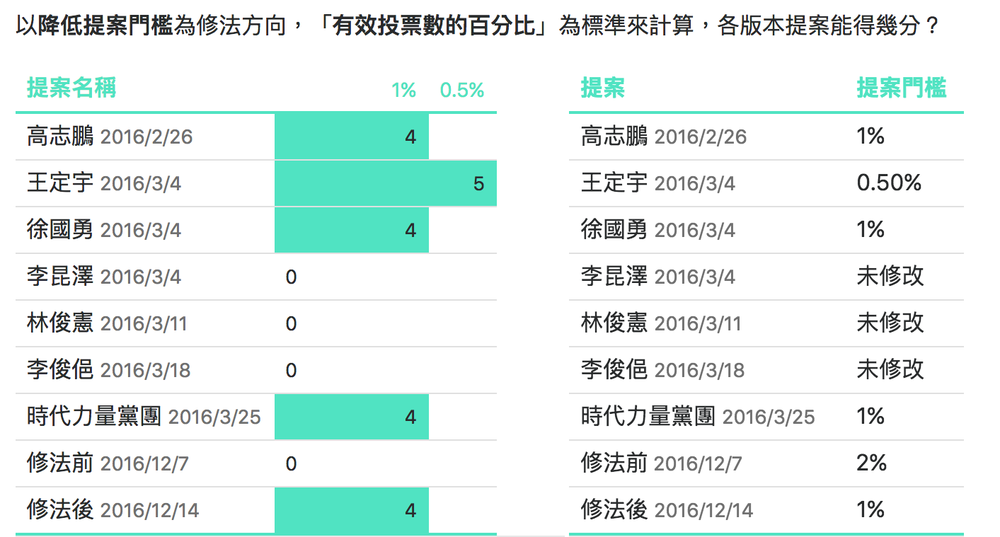 以降低提案門檻為修法方向，「有效投票數的百分比」為標準來計算，各版本提案能得幾分？
提案名稱 1% 0.5%
高志鵬 2016/2/26 4
王定宇 2016/3/4 5
徐國勇 2016/3/4 4
李昆澤 2016/3/4 0
林俊憲 2016/3/11 0
李俊俋 2016/3/18 0
時代力量黨團 2016/3/25 4
修法前 2016/12/7 0
修法後 2016/12/14 4
提案 提案門檻
高志鵬 2016/2/26 1%
王定宇 2016/3/4 0.50%
徐國勇 2016/3/4 1%
李昆澤 2016/3/4 未修改
林俊憲 2016/3/11 未修改
李俊俋 2016/3/18 未修改
時代力量黨團 2016/3/25 1%
修法前 2016/12/7 2%
修法後 2016/12/14 1%